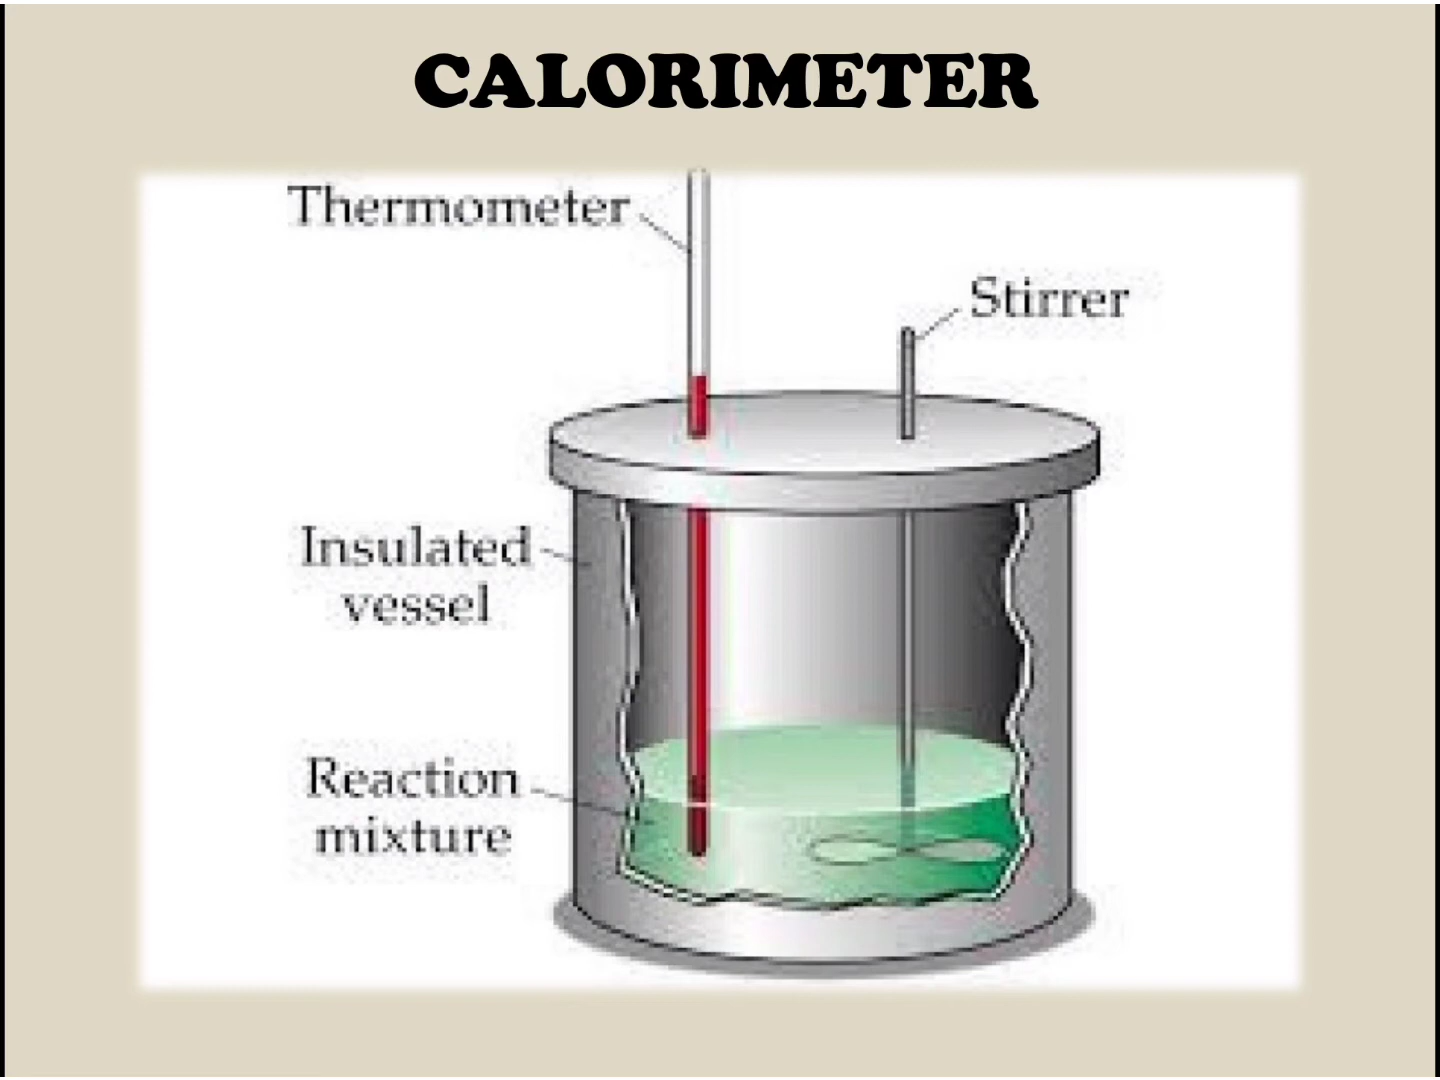 CALORIMETER
Thermometer
Stirrer
Insulated
vessel
Reaction
mixture